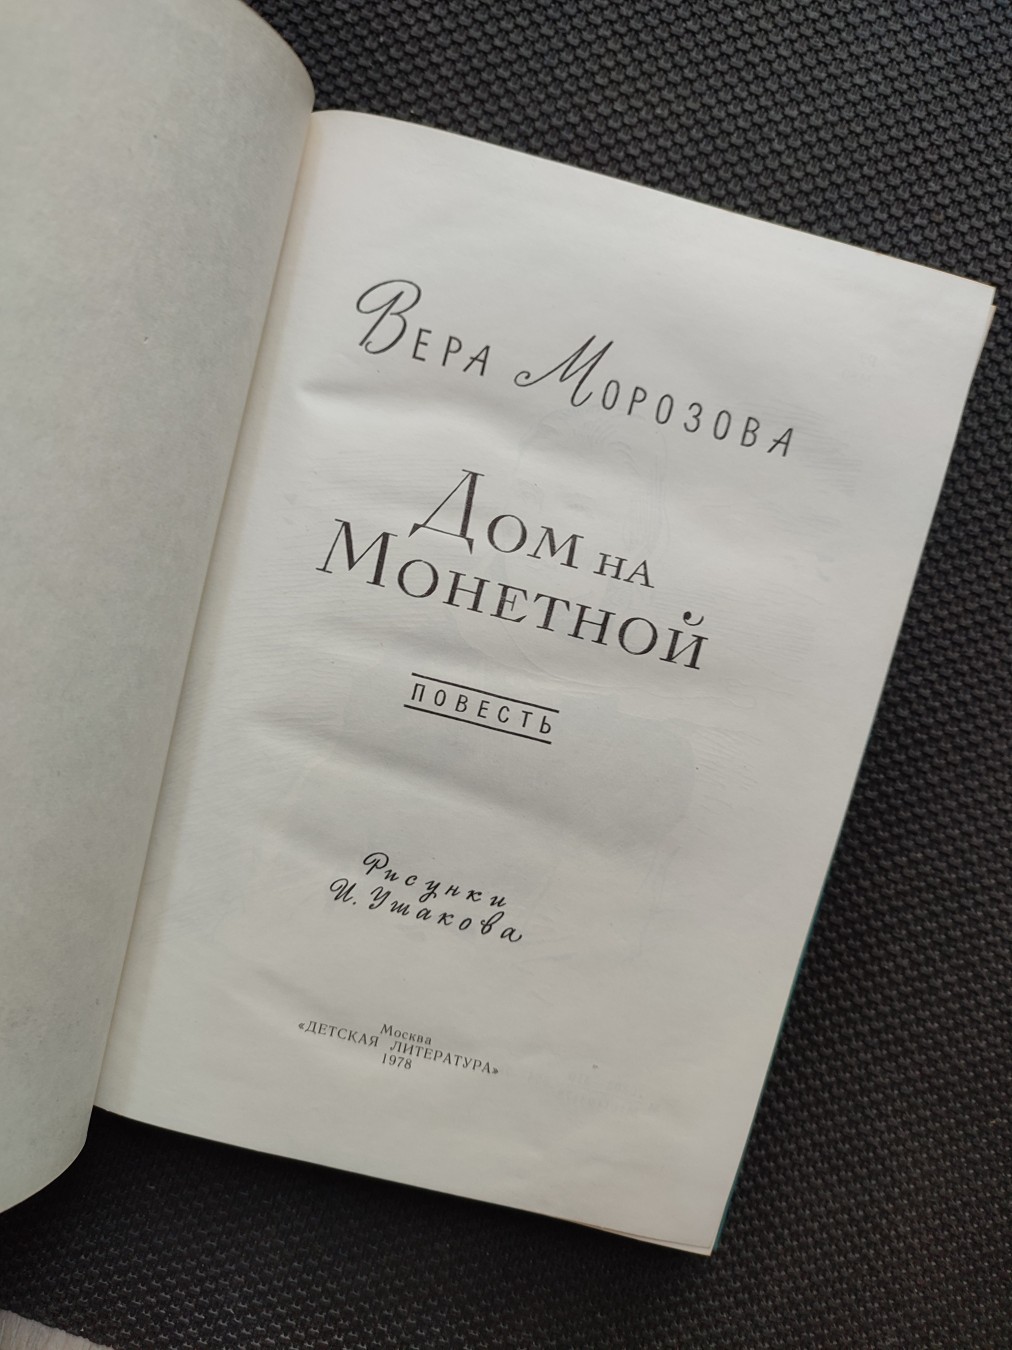 Вера Морозова
Дом на
Монетной
ПОВЕСТЬ
Рисунки
И. Ушакова
Москва
«ДЕТСКАЯ ЛИТЕРАТУРА»
1978